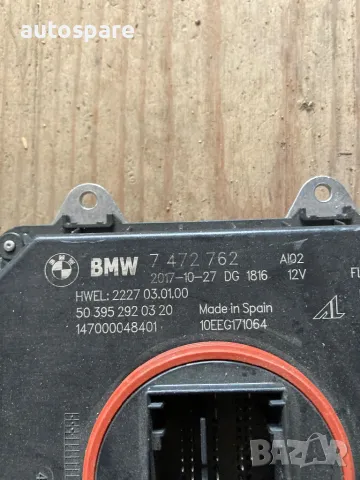 autospare
BMW 7 472 762 AI02
2017-10-27 DG 1816 12V
HWEL: 2227 03.01.00 Made in Spain
50 395 292 03 20 10EEG171064
147000048401
BAZAR